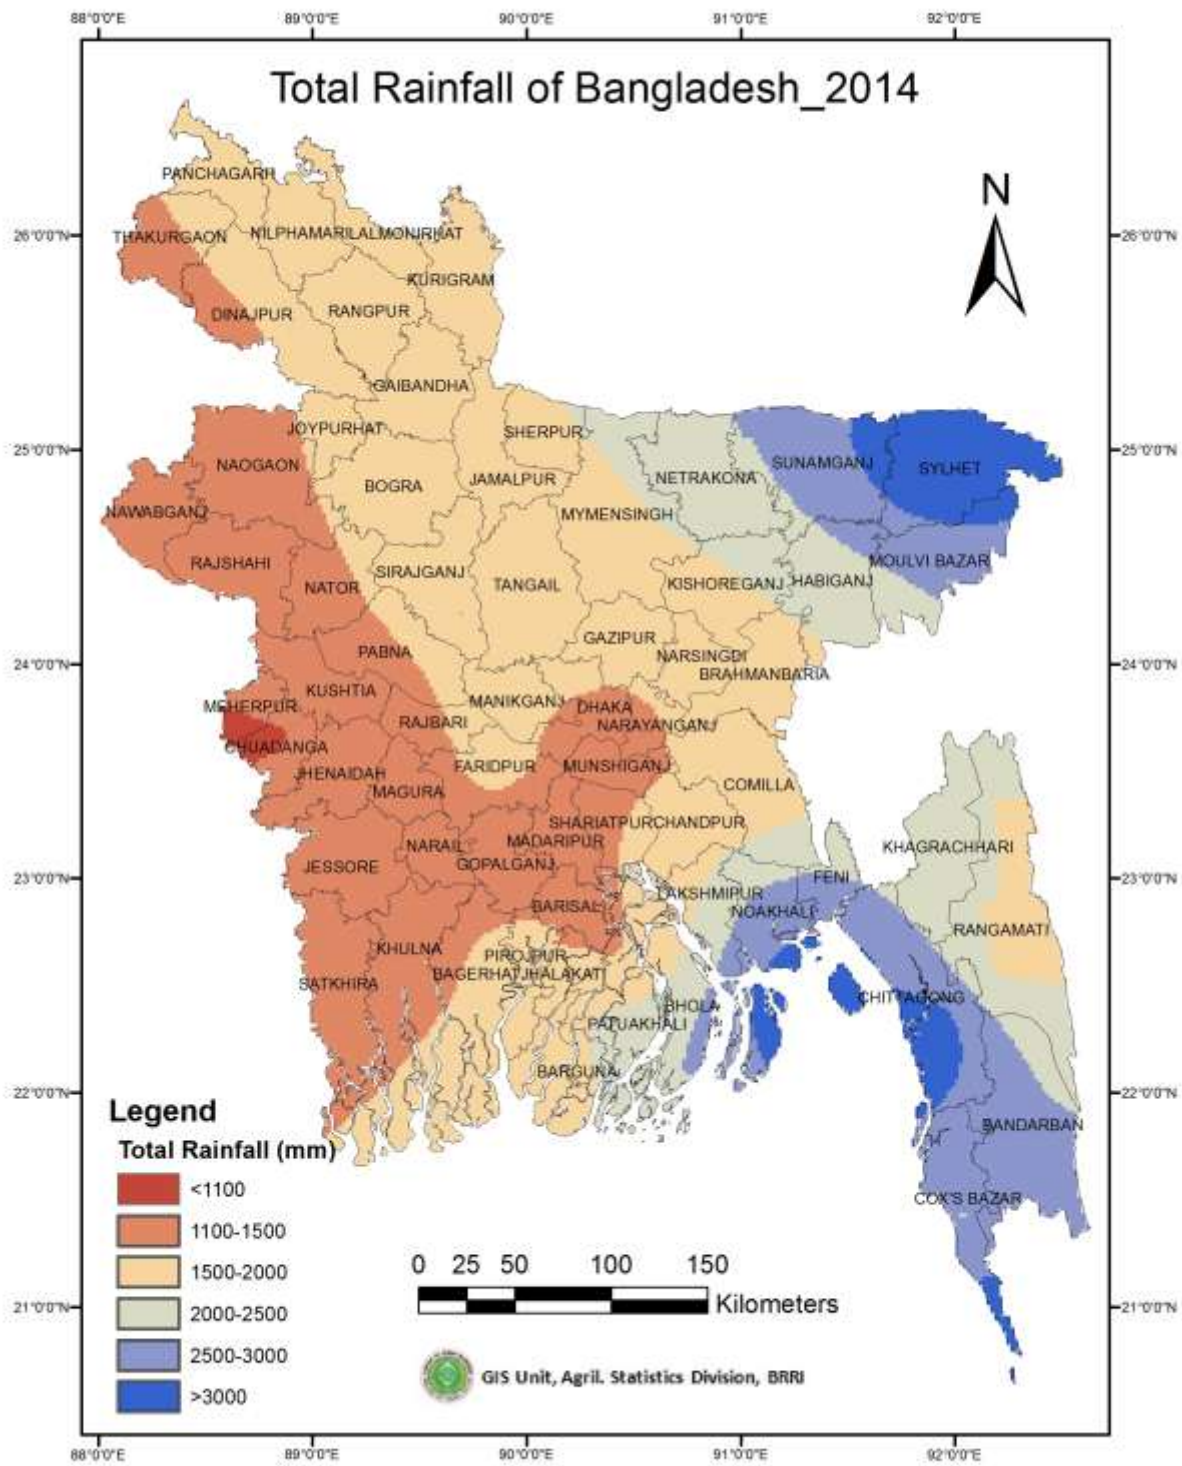 88°0'0"E 89°0'0"E 90°0'0"E 91°0'0"E 92°0'0"E
Total Rainfall of Bangladesh_2014
N
PANCHAGARH
26°0'0"N THAKURGAON NILPHAMARI LALMONIRHAT 26°0'0"N
KURIGRAM
DINAJPUR RANGPUR
GAIBANDHA
JOYPURHAT SHERPUR
25°0'0"N NAOGAON SUNAMGANJ SYLHET 25°0'0"N
BOGRA JAMALPUR NETRAKONA
NAWABGANJ MYMENSINGH
RAJSHAHI SIRAJGANJ MOULVI BAZAR
NATOR TANGAIL KISHOREGANJ HABIGANJ
GAZIPUR
PABNA NARSINGDI
24°0'0"N BRAHMANBARIA 24°0'0"N
KUSHTIA MANIKGANJ
MEHERPUR DHAKA
RAJBARI NARAYANGANJ
CHUADANGA
JHENAIDAH FARIDPUR MUNSHIGANJ
MAGURA COMILLA
SHARIATPUR CHANDPUR
NARAIL MADARIPUR KHAGRACHHARI
JESSORE GOPALGANJ
23°0'0"N FENI 23°0'0"N
LAKSHMIPUR
BARISAL NOAKHALI
RANGAMATI
KHULNA PIROJPUR
BAGERHAT JHALAKATI
SATKHIRA CHITTAGONG
BHOLA
PATUAKHALI
BARGUNA
22°0'0"N 22°0'0"N
Legend
BANDARBAN
Total Rainfall (mm)
<1100
COX'S BAZAR
1100-1500
1500-2000
0 25 50 100 150
Kilometers
21°0'0"N 21°0'0"N
2000-2500
2500-3000
GIS Unit, Agril. Statistics Division, BRRI
>3000
88°0'0"E 89°0'0"E 90°0'0"E 91°0'0"E 92°0'0"E